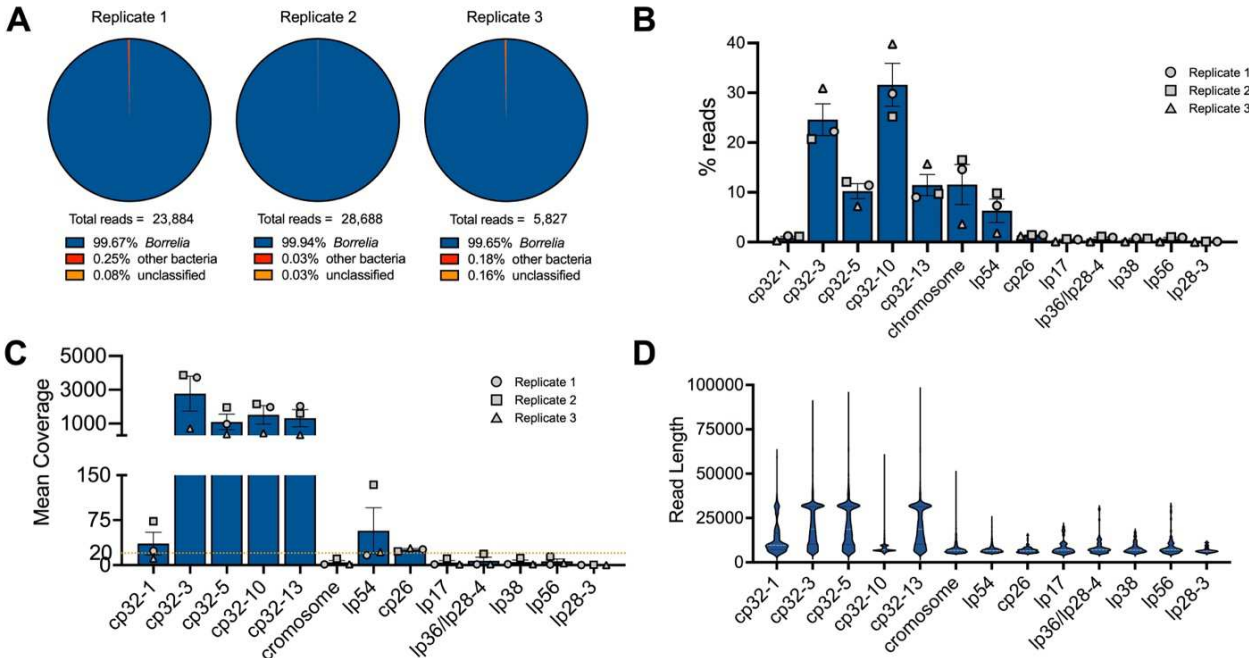 A
Replicate 1
Replicate 2
Replicate 3
Total reads = 23,884
99.67% Borrelia
0.25% other bacteria
0.08% unclassified
Total reads = 28,688
99.94% Borrelia
0.03% other bacteria
0.03% unclassified
Total reads = 5,827
99.65% Borrelia
0.18% other bacteria
0.16% unclassified
B
% reads
40
30
20
10
0
Replicate 1
Replicate 2
Replicate 3
cp32-1
cp32-3
cp32-5
cp32-10
cp32-13
chromosome
lp54
cp26
lp17
lp36/lp28-4
lp38
lp56
lp28-3
C
Mean Coverage
5000
3000
1000
150
75
20
0
Replicate 1
Replicate 2
Replicate 3
cp32-1
cp32-3
cp32-5
cp32-10
cp32-13
cromosome
lp54
cp26
lp17
lp36/lp28-4
lp38
lp56
lp28-3
D
Read Length
100000
75000
50000
25000
0
cp32-1
cp32-3
cp32-5
cp32-10
cp32-13
cromosome
lp54
cp26
lp17
lp36/lp28-4
lp38
lp56
lp28-3